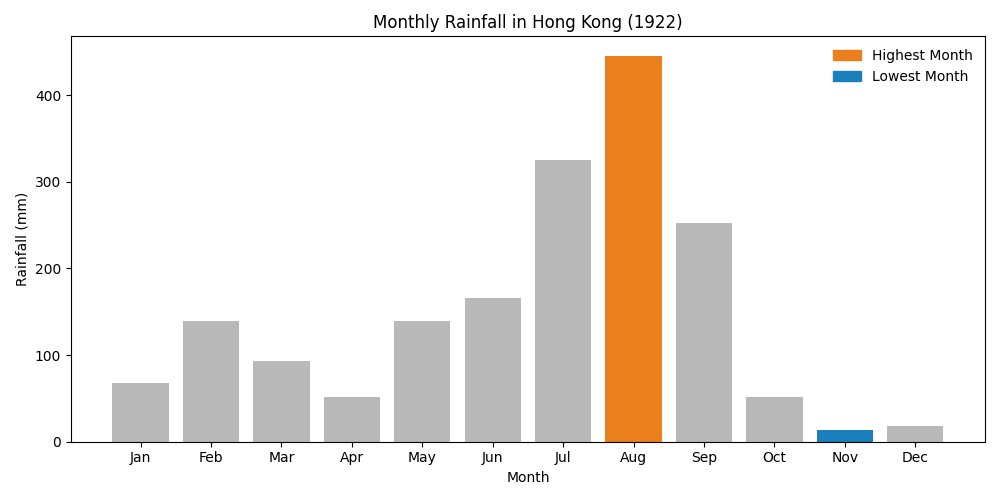 Monthly Rainfall in Hong Kong (1922)
Highest Month
Lowest Month
Rainfall (mm)
400
300
200
100
0
Jan Feb Mar Apr May Jun Jul Aug Sep Oct Nov Dec
Month